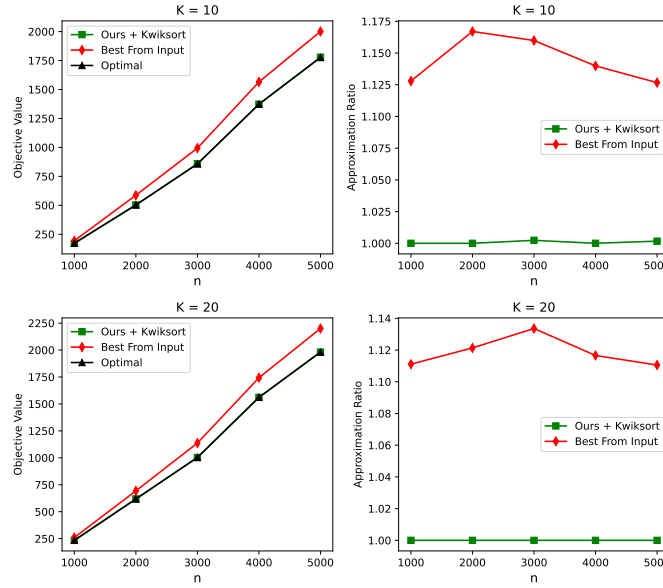 K = 10
Objective Value
2000
1750
1500
1250
1000
750
500
250
Ours + Kwiksort
Best From Input
Optimal
1000 2000 3000 4000 5000
n
K = 10
Approximation Ratio
1.175
1.150
1.125
1.100
1.075
1.050
1.025
1.000
Ours + Kwiksort
Best From Input
1000 2000 3000 4000
n
K = 20
Objective Value
2250
2000
1750
1500
1250
1000
750
500
250
Ours + Kwiksort
Best From Input
Optimal
1000 2000 3000 4000 5000
n
K = 20
Approximation Ratio
1.14
1.12
1.10
1.08
1.06
1.04
1.02
1.00
Ours + Kwiksort
Best From Input
1000 2000 3000 4000
n